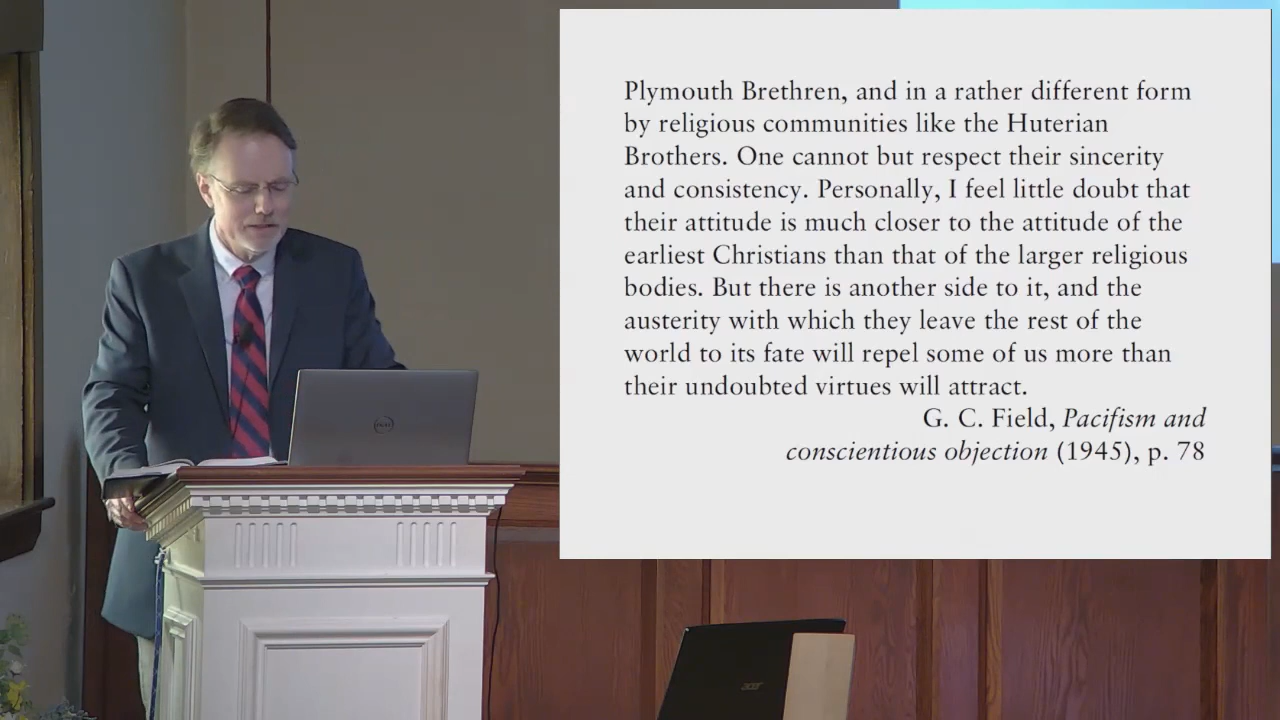 Plymouth Brethren, and in a rather different form
by religious communities like the Huterian
Brothers. One cannot but respect their sincerity
and consistency. Personally, I feel little doubt that
their attitude is much closer to the attitude of the
earliest Christians than that of the larger religious
bodies. But there is another side to it, and the
austerity with which they leave the rest of the
world to its fate will repel some of us more than
their undoubted virtues will attract.
G. C. Field, Pacifism and
conscientious objection (1945), p. 78
DELL
acer